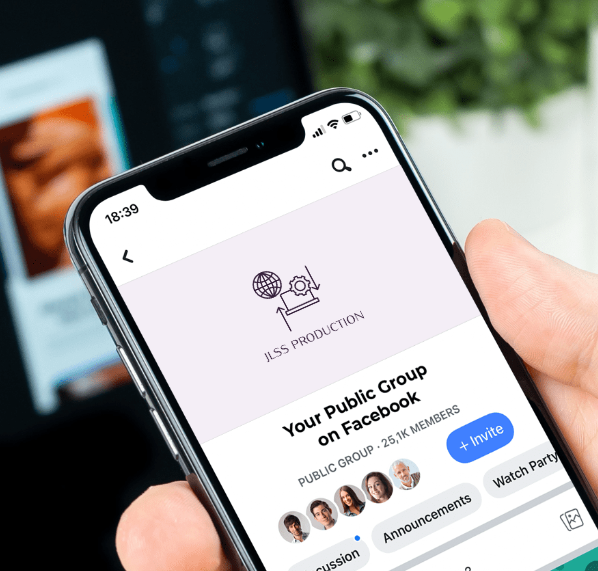 18:39
JLSS PRODUCTION
Your Public Group
on Facebook
PUBLIC GROUP · 25,1K MEMBERS
+ Invite
cussion
Announcements
Watch Party